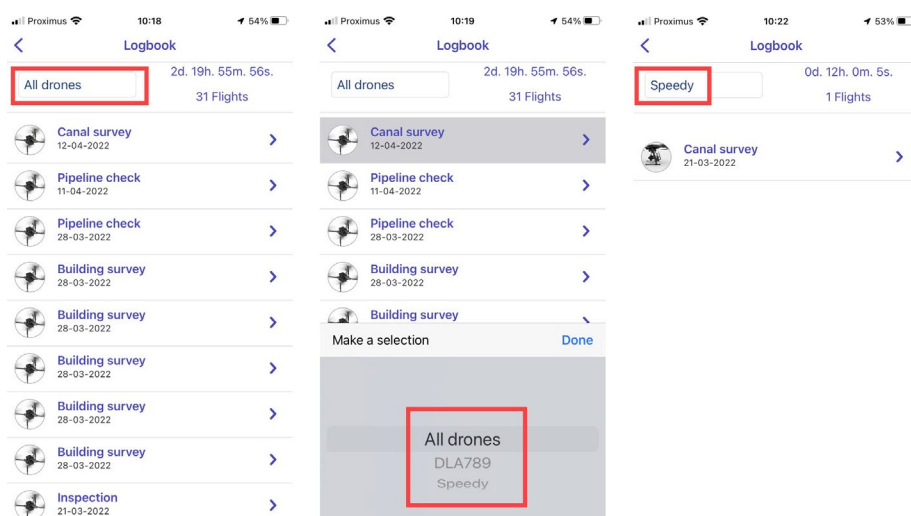 Proximus
10:18
54%
Logbook
All drones
2d. 19h. 55m. 56s.
31 Flights
Canal survey
12-04-2022
Pipeline check
11-04-2022
Pipeline check
28-03-2022
Building survey
28-03-2022
Building survey
28-03-2022
Building survey
28-03-2022
Building survey
28-03-2022
Building survey
28-03-2022
Inspection
21-03-2022
Proximus
10:19
54%
Logbook
All drones
2d. 19h. 55m. 56s.
31 Flights
Canal survey
12-04-2022
Pipeline check
11-04-2022
Pipeline check
28-03-2022
Building survey
28-03-2022
Building survey
Make a selection
Done
All drones
DLA789
Speedy
Proximus
10:22
53%
Logbook
Speedy
0d. 12h. 0m. 5s.
1 Flights
Canal survey
21-03-2022